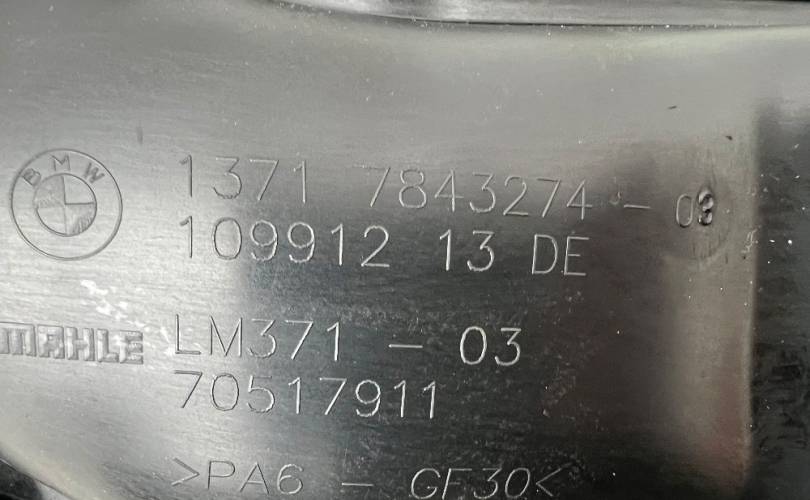 BMW
1371 7843274 - 03
109912 13 DE
MAHLE
LM371 - 03
70517911
>PA6 - GF30<